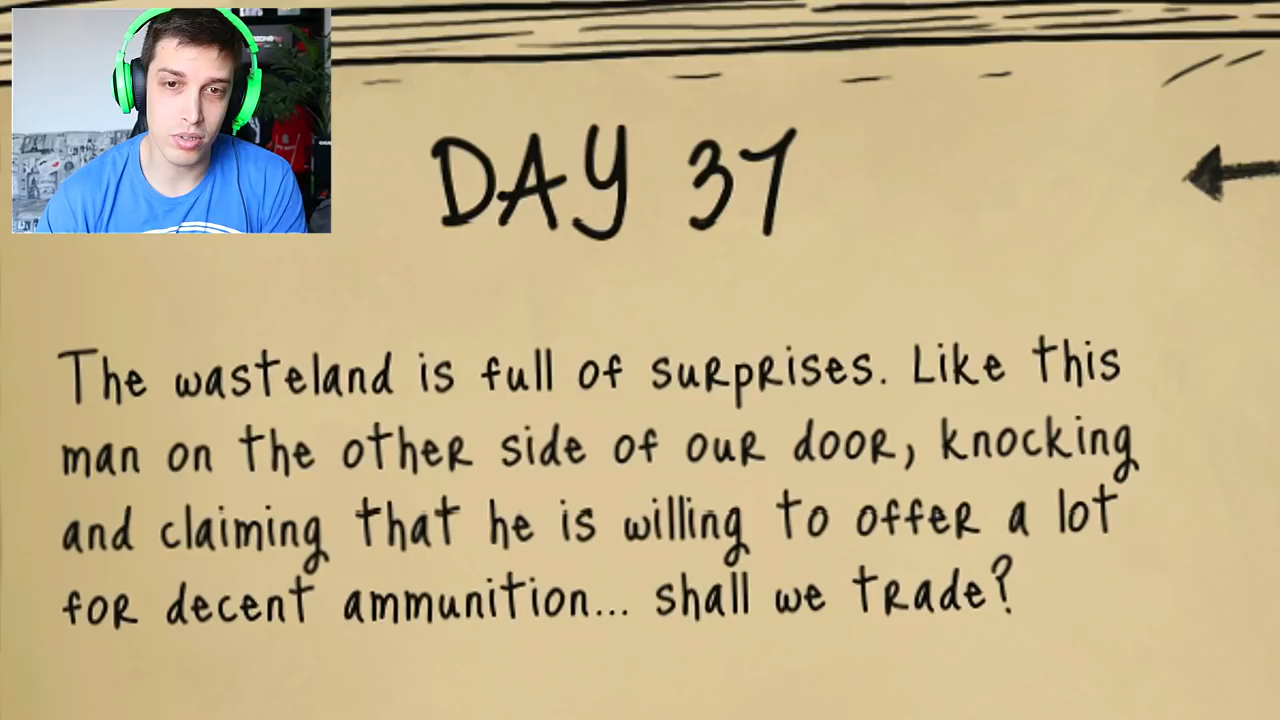 DAY 37
The wasteland is full of surprises. Like this
man on the other side of our door, knocking
and claiming that he is willing to offer a lot
for decent ammunition... shall we trade?